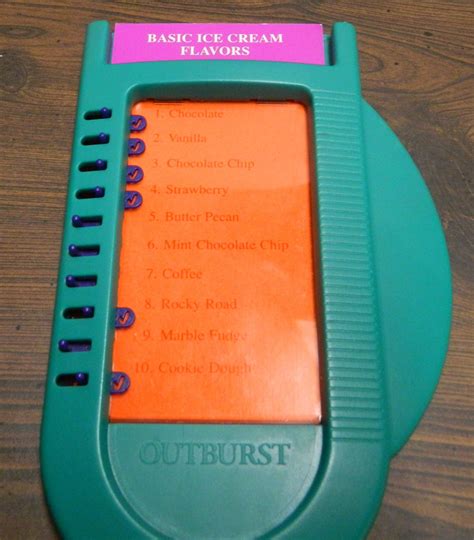 BASIC ICE CREAM
FLAVORS
1. Chocolate
2. Vanilla
3. Chocolate Chip
4. Strawberry
5. Butter Pecan
6. Mint Chocolate Chip
7. Coffee
8. Rocky Road
9. Marble Fudge
10. Cookie Dough
OUTBURST